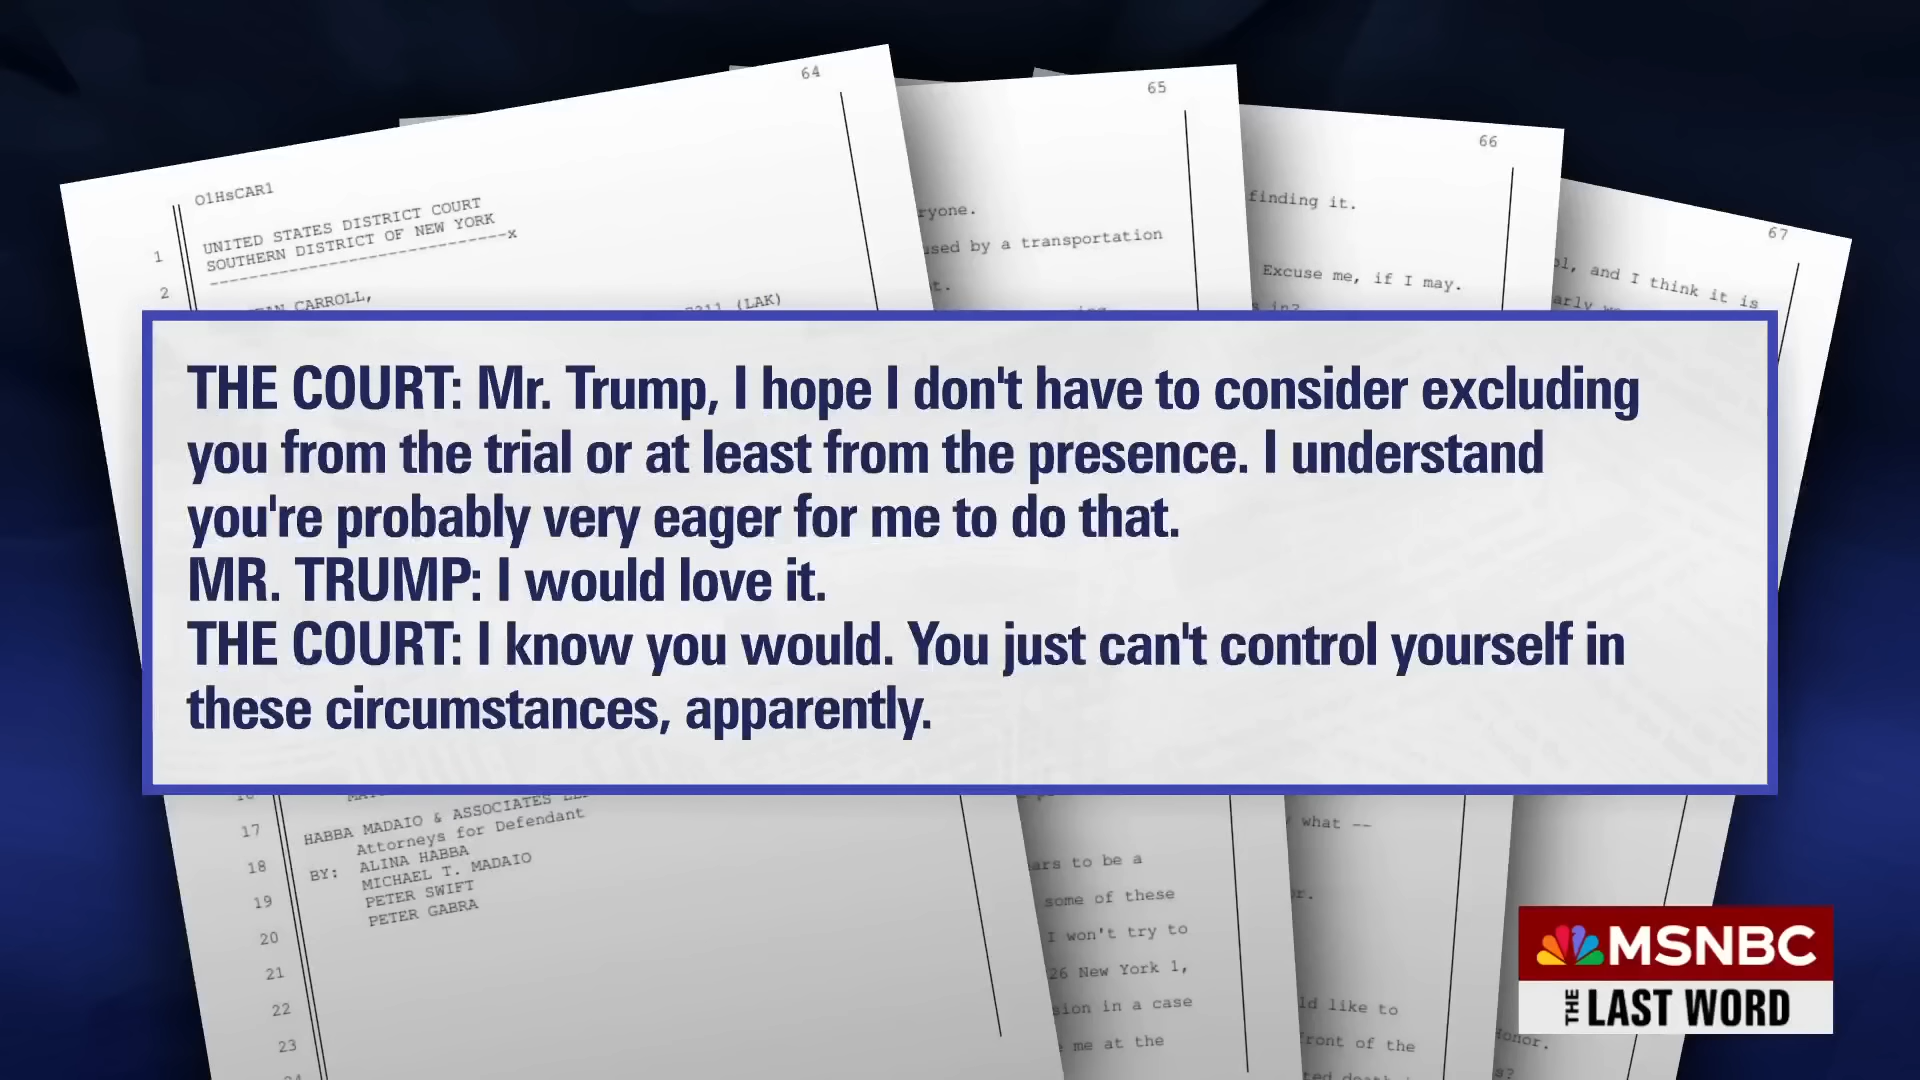 64
O1HsCAR1
1 UNITED STATES DISTRICT COURT
SOUTHERN DISTRICT OF NEW YORK
------------------------------x
2
CARROLL,
(LAK)
65
used by a transportation
66
finding it.
Excuse me, if I may.
in?
67
and I think it is
THE COURT: Mr. Trump, I hope I don't have to consider excluding
you from the trial or at least from the presence. I understand
you're probably very eager for me to do that.
MR. TRUMP: I would love it.
THE COURT: I know you would. You just can't control yourself in
these circumstances, apparently.
HABBA MADAIO & ASSOCIATES
17 Attorneys for Defendant
18 BY: ALINA HABBA
MICHAEL T. MADAIO
19 PETER SWIFT
PETER GABRA
20
21
22
23
to be a
some of these
I won't try to
26 New York 1,
in a case
me at the
what --
like to
front of the
MSNBC
THE LAST WORD